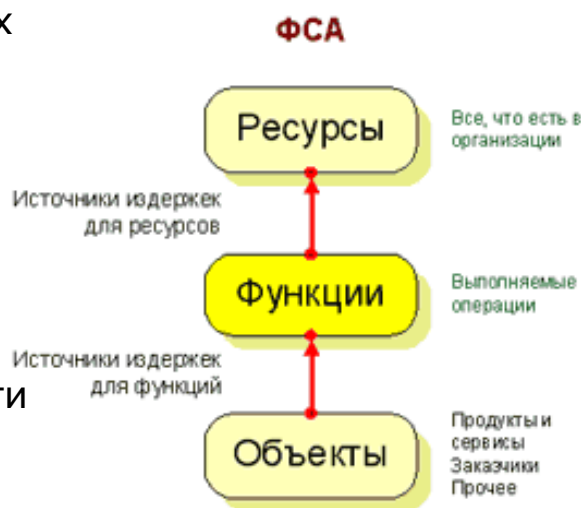 х
ФСА
Ресурсы
Все, что есть в
организации
Источники издержек
для ресурсов
Функции
Выполняемые
операции
Источники издержек
для функций
ти
Объекты
Продукты и
сервисы
Заказчики
Прочее